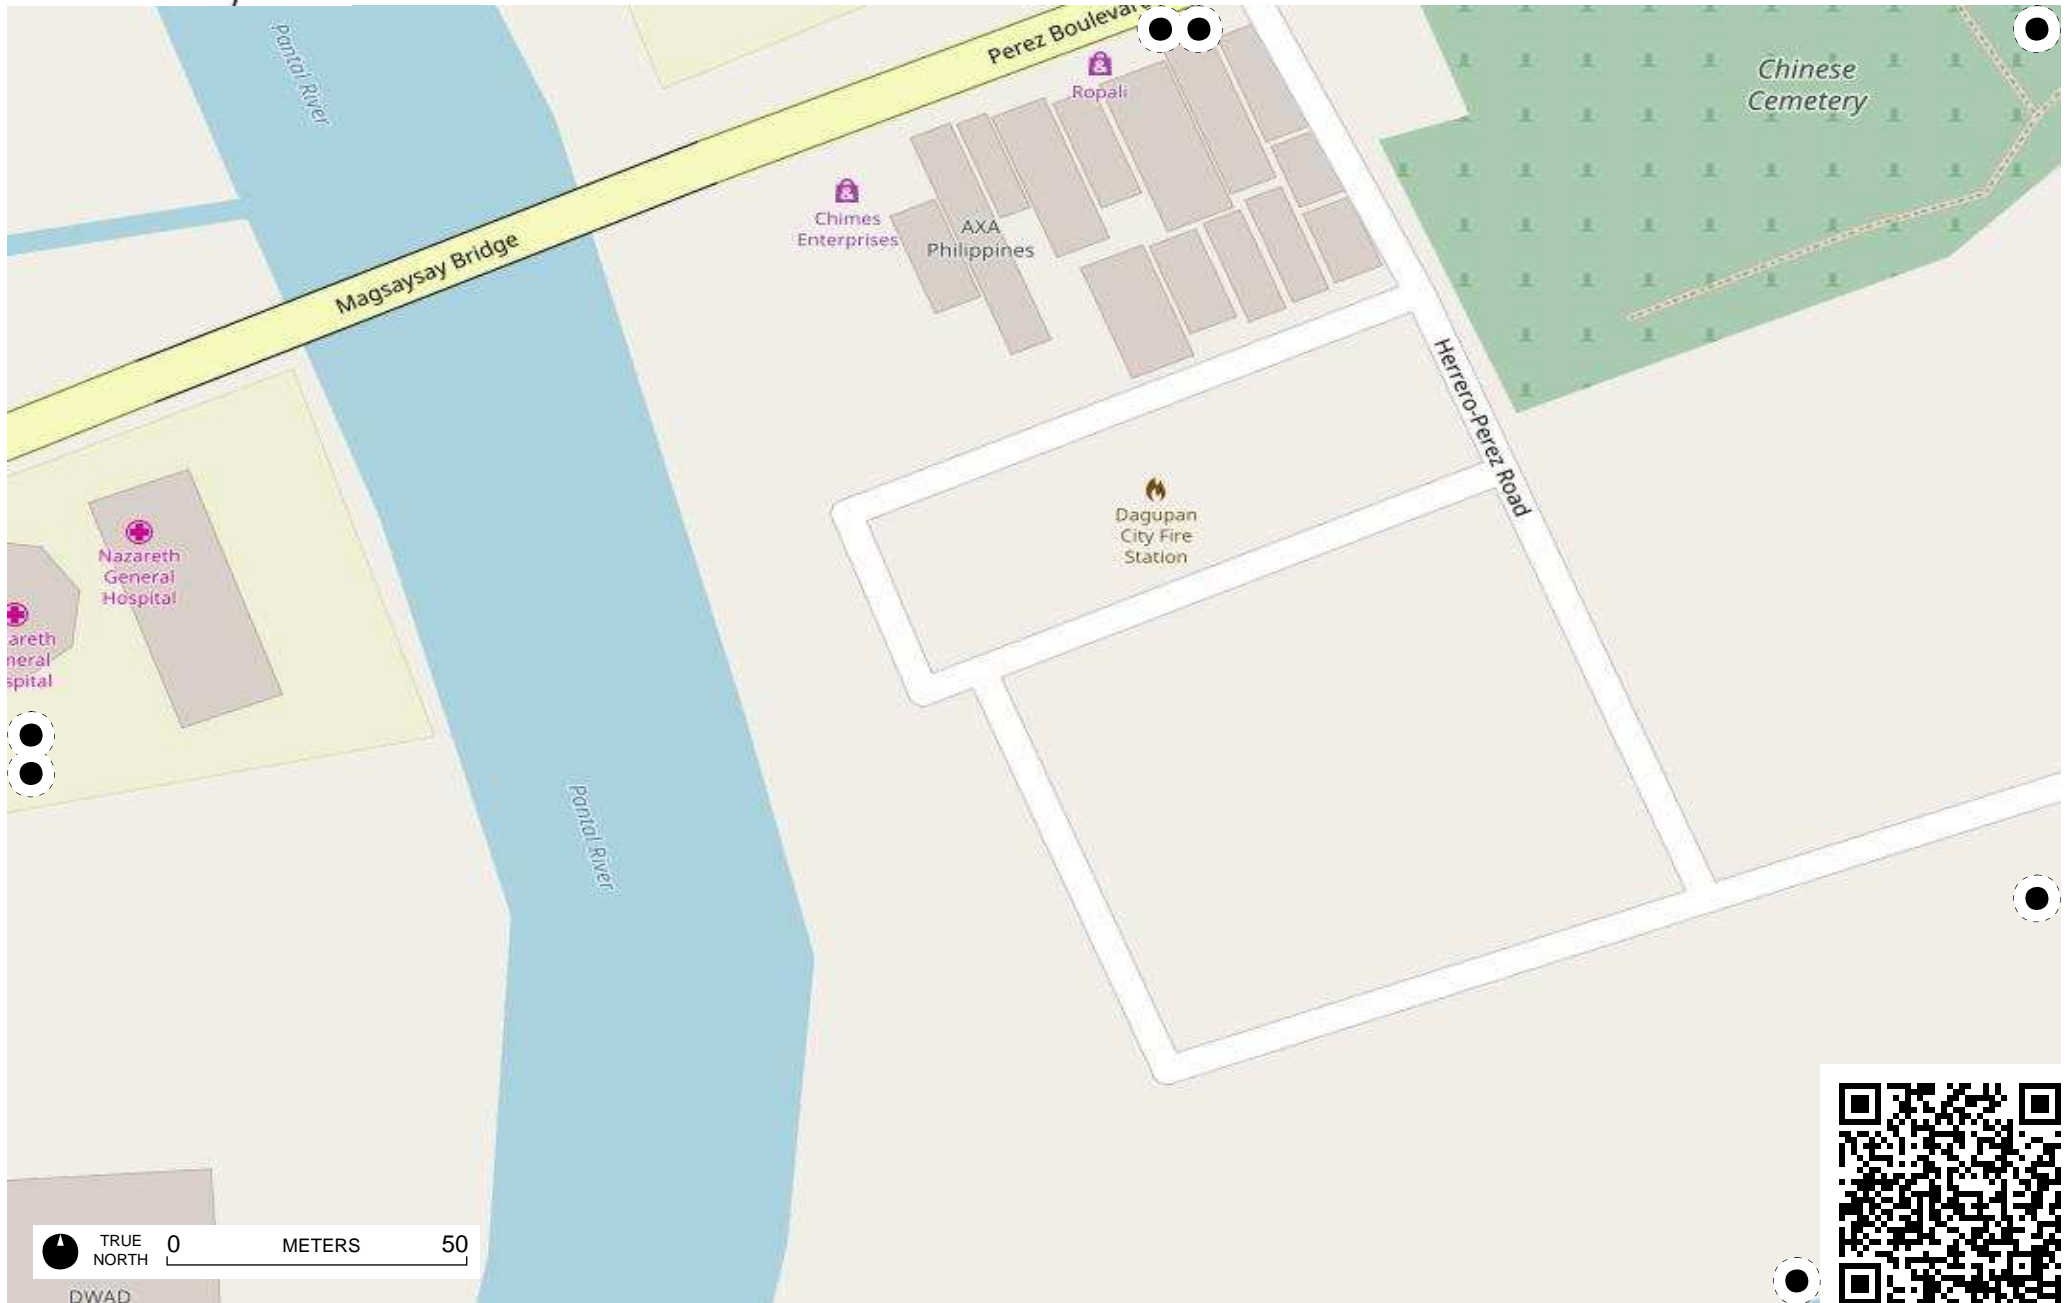 Pantal River
Perez Boulevar
Ropali
Chinese
Cemetery
Chimes
Enterprises
AXA
Philippines
Magsaysay Bridge
Herrero-Perez Road
Dagupan
City Fire
Station
Nazareth
General
Hospital
areth
neral
spital
Pantal River
TRUE
NORTH
0 METERS 50
DWAD